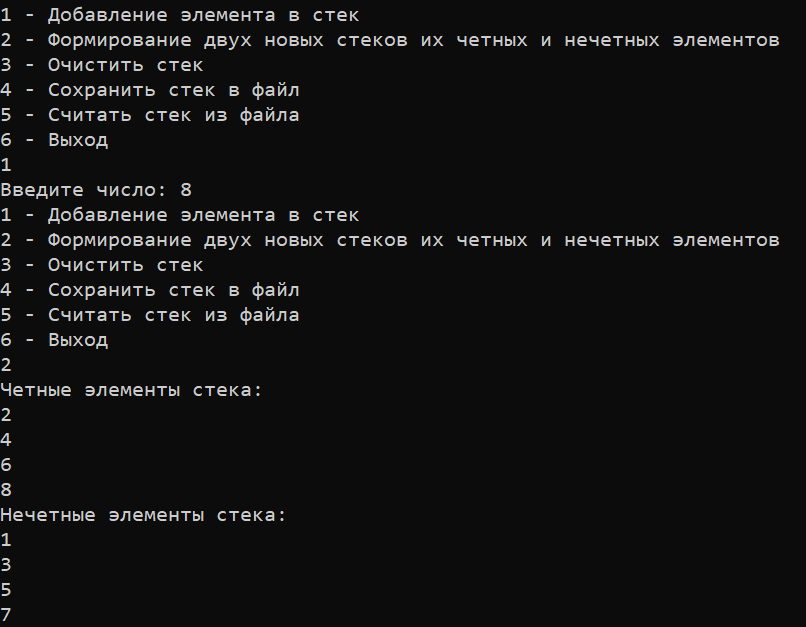 1 - Добавление элемента в стек
2 - Формирование двух новых стеков их четных и нечетных элементов
3 - Очистить стек
4 - Сохранить стек в файл
5 - Считать стек из файла
6 - Выход
1
Введите число: 8
1 - Добавление элемента в стек
2 - Формирование двух новых стеков их четных и нечетных элементов
3 - Очистить стек
4 - Сохранить стек в файл
5 - Считать стек из файла
6 - Выход
2
Четные элементы стека:
2
4
6
8
Нечетные элементы стека:
1
3
5
7